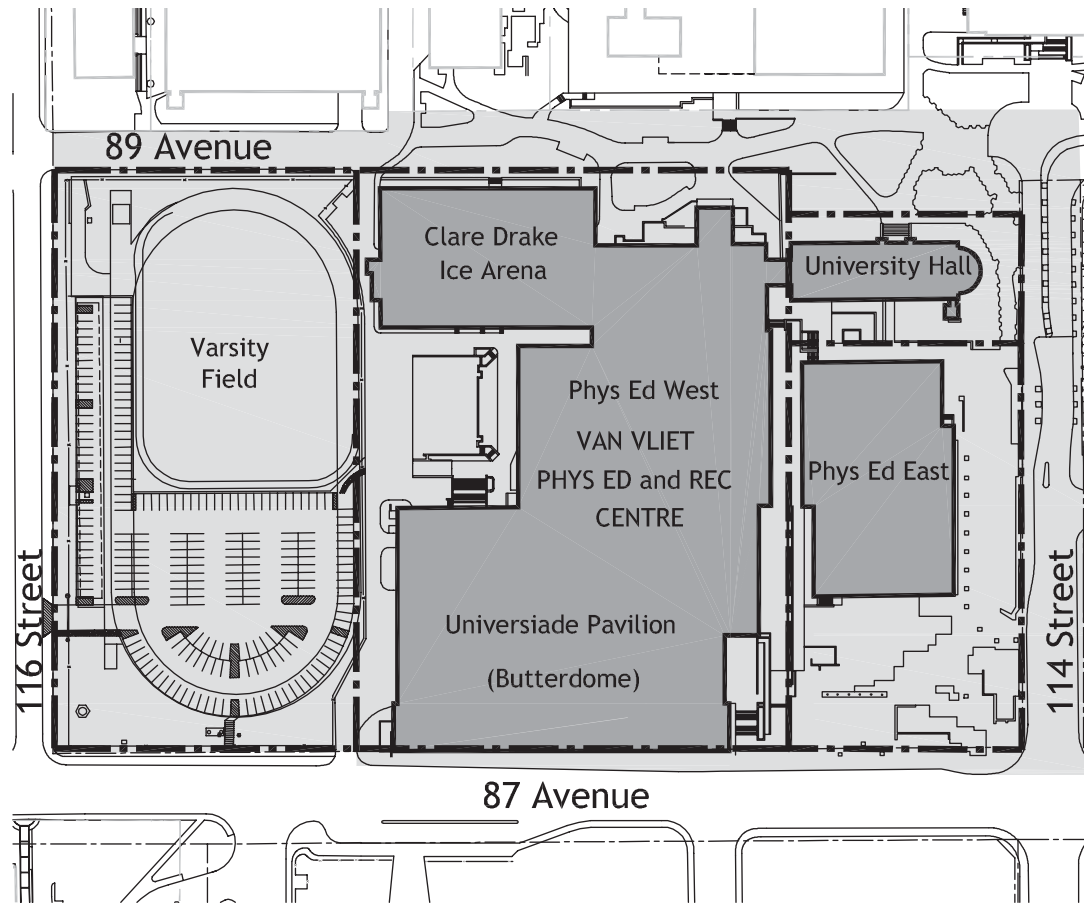 89 Avenue
Clare Drake
Ice Arena
University Hall
Varsity
Field
Phys Ed West
VAN VLIET
PHYS ED and REC
CENTRE
Phys Ed East
116 Street
114 Street
Universiade Pavilion
(Butterdome)
87 Avenue